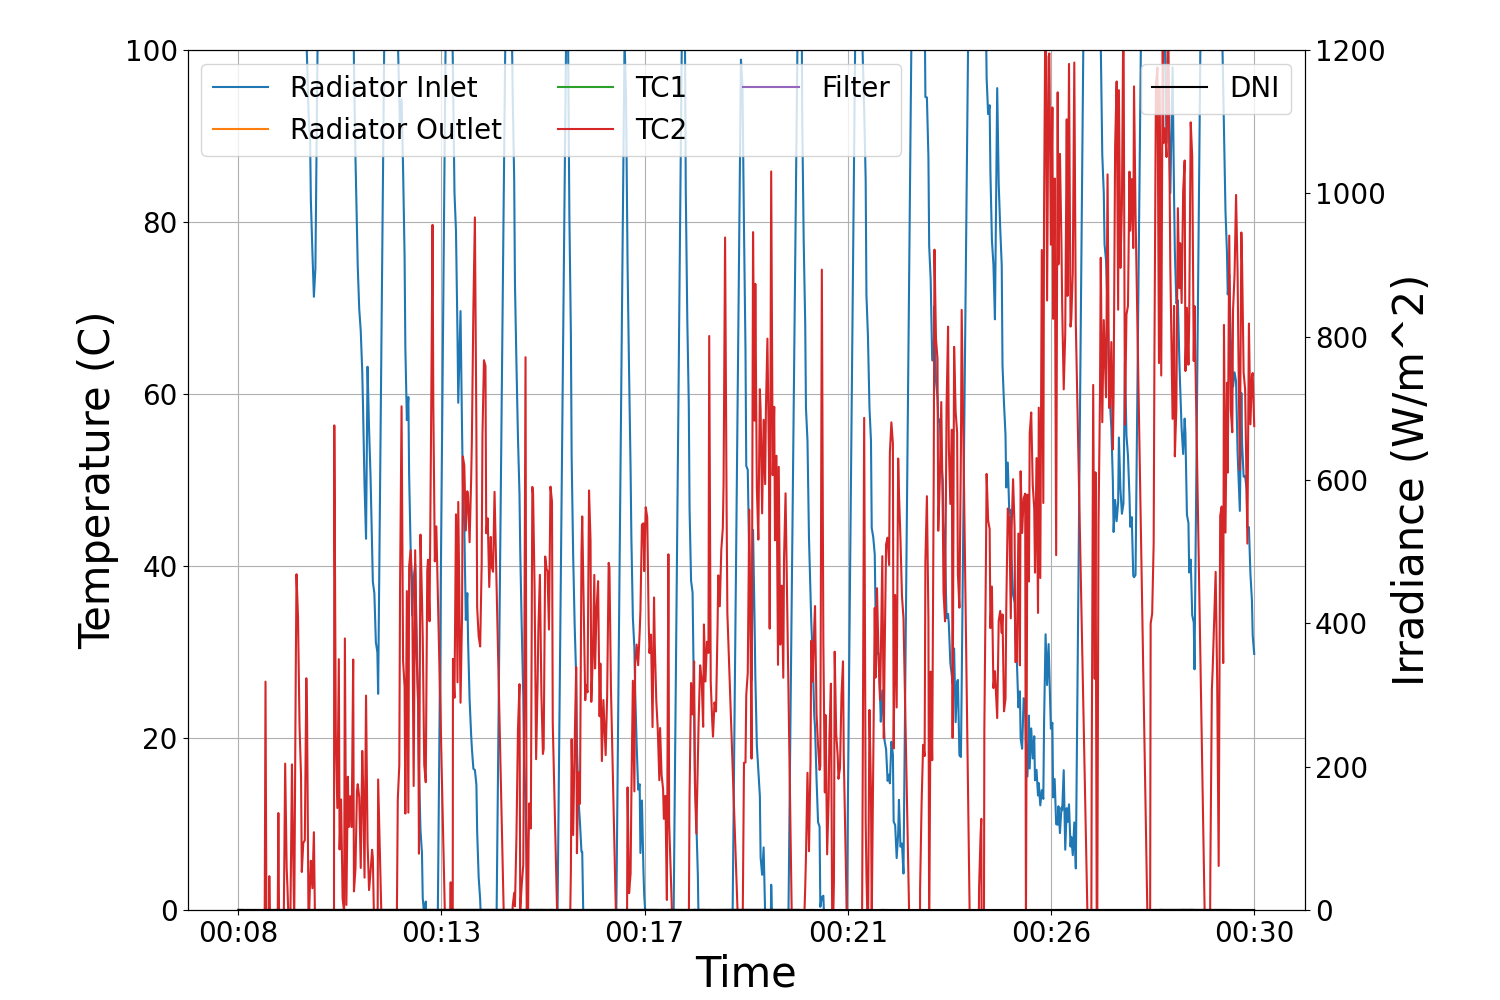 100
80
60
40
20
0
Temperature (C)
Radiator Inlet
Radiator Outlet
TC1
TC2
Filter
DNI
1200
1000
800
600
400
200
0
Irradiance (W/m^2)
00:08
00:13
00:17
00:21
00:26
00:30
Time